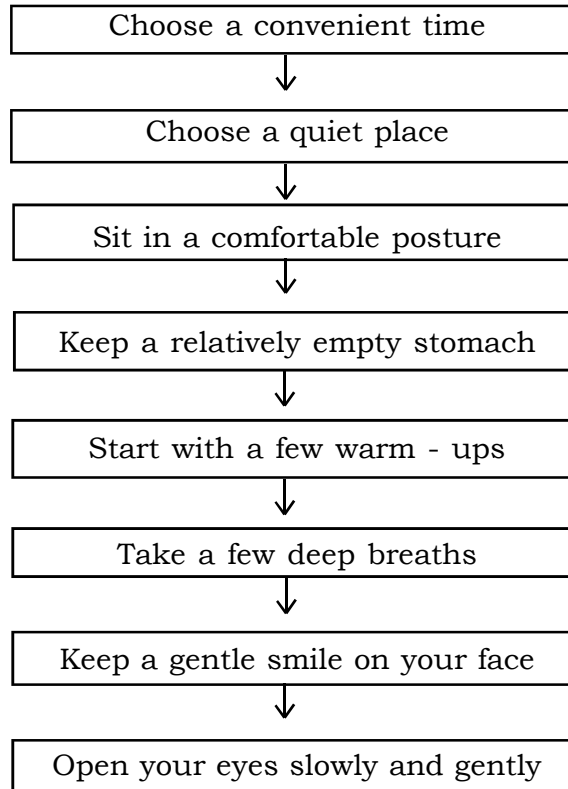 Choose a convenient time
Choose a quiet place
Sit in a comfortable posture
Keep a relatively empty stomach
Start with a few warm - ups
Take a few deep breaths
Keep a gentle smile on your face
Open your eyes slowly and gently